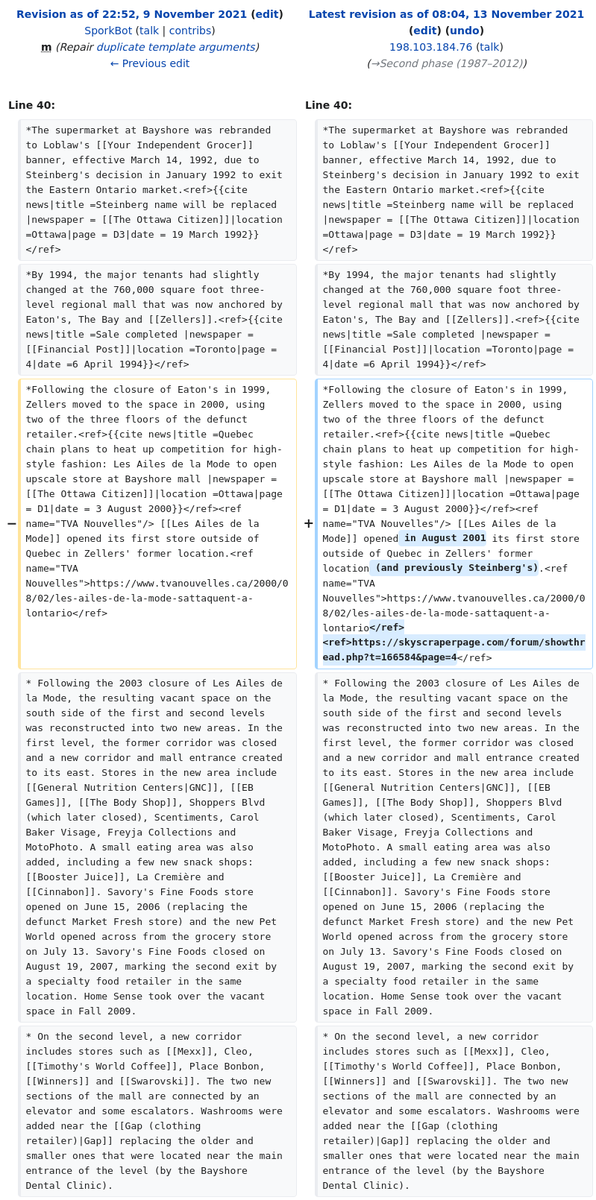 Revision as of 22:52, 9 November 2021 (edit)
SporkBot (talk | contribs)
m (Repair duplicate template arguments)
← Previous edit
Latest revision as of 08:04, 13 November 2021
(edit) (undo)
198.103.184.76 (talk)
(→Second phase (1987–2012))
Line 40:
*The supermarket at Bayshore was rebranded
to Loblaw's [[Your Independent Grocer]]
banner, effective March 14, 1992, due to
Steinberg's decision in January 1992 to exit
the Eastern Ontario market.<ref>{{cite
news|title =Steinberg name will be replaced
|newspaper = [[The Ottawa Citizen]]|location
=Ottawa|page = D3|date = 19 March 1992}}
</ref>
*By 1994, the major tenants had slightly
changed at the 760,000 square foot three-
level regional mall that was now anchored by
Eaton's, The Bay and [[Zellers]].<ref>{{cite
news|title =Sale completed |newspaper =
[[Financial Post]]|location =Toronto|page =
4|date =6 April 1994}}</ref>
−
*Following the closure of Eaton's in 1999,
Zellers moved to the space in 2000, using
two of the three floors of the defunct
retailer.<ref>{{cite news|title =Quebec
chain plans to heat up competition for high-
style fashion: Les Ailes de la Mode to open
upscale store at Bayshore mall |newspaper =
[[The Ottawa Citizen]]|location =Ottawa|page
= D1|date = 3 August 2000}}</ref><ref
name="TVA Nouvelles"/> [[Les Ailes de la
Mode]] opened its first store outside of
Quebec in Zellers' former location.<ref
name="TVA
Nouvelles">https://www.tvanouvelles.ca/2000/0
8/02/les-ailes-de-la-mode-sattaquent-a-
lontario</ref>
* Following the 2003 closure of Les Ailes de
la Mode, the resulting vacant space on the
south side of the first and second levels
was reconstructed into two new areas. In the
first level, the former corridor was closed
and a new corridor and mall entrance created
to its east. Stores in the new area include
[[General Nutrition Centers|GNC]], [[EB
Games]], [[The Body Shop]], Shoppers Blvd
(which later closed), Scentiments, Carol
Baker Visage, Freyja Collections and
MotoPhoto. A small eating area was also
added, including a few new snack shops:
[[Booster Juice]], La Cremière and
[[Cinnabon]]. Savory's Fine Foods store
opened on June 15, 2006 (replacing the
defunct Market Fresh store) and the new Pet
World opened across from the grocery store
on July 13. Savory's Fine Foods closed on
August 19, 2007, marking the second exit by
a specialty food retailer in the same
location. Home Sense took over the vacant
space in Fall 2009.
* On the second level, a new corridor
includes stores such as [[Mexx]], Cleo,
[[Timothy's World Coffee]], Place Bonbon,
[[Winners]] and [[Swarovski]]. The two new
sections of the mall are connected by an
elevator and some escalators. Washrooms were
added near the [[Gap (clothing
retailer)|Gap]] replacing the older and
smaller ones that were located near the main
entrance of the level (by the Bayshore
Dental Clinic).
Line 40:
*The supermarket at Bayshore was rebranded
to Loblaw's [[Your Independent Grocer]]
banner, effective March 14, 1992, due to
Steinberg's decision in January 1992 to exit
the Eastern Ontario market.<ref>{{cite
news|title =Steinberg name will be replaced
|newspaper = [[The Ottawa Citizen]]|location
=Ottawa|page = D3|date = 19 March 1992}}
</ref>
*By 1994, the major tenants had slightly
changed at the 760,000 square foot three-
level regional mall that was now anchored by
Eaton's, The Bay and [[Zellers]].<ref>{{cite
news|title =Sale completed |newspaper =
[[Financial Post]]|location =Toronto|page =
4|date =6 April 1994}}</ref>
+
*Following the closure of Eaton's in 1999,
Zellers moved to the space in 2000, using
two of the three floors of the defunct
retailer.<ref>{{cite news|title =Quebec
chain plans to heat up competition for high-
style fashion: Les Ailes de la Mode to open
upscale store at Bayshore mall |newspaper =
[[The Ottawa Citizen]]|location =Ottawa|page
= D1|date = 3 August 2000}}</ref><ref
name="TVA Nouvelles"/> [[Les Ailes de la
Mode]] opened in August 2001 its first store
outside of Quebec in Zellers' former
location (and previously Steinberg's).<ref
name="TVA
Nouvelles">https://www.tvanouvelles.ca/2000/0
8/02/les-ailes-de-la-mode-sattaquent-a-
lontario</ref>
<ref>https://skyscraperpage.com/forum/showthr
ead.php?t=166584&page=4</ref>
* Following the 2003 closure of Les Ailes de
la Mode, the resulting vacant space on the
south side of the first and second levels
was reconstructed into two new areas. In the
first level, the former corridor was closed
and a new corridor and mall entrance created
to its east. Stores in the new area include
[[General Nutrition Centers|GNC]], [[EB
Games]], [[The Body Shop]], Shoppers Blvd
(which later closed), Scentiments, Carol
Baker Visage, Freyja Collections and
MotoPhoto. A small eating area was also
added, including a few new snack shops:
[[Booster Juice]], La Cremière and
[[Cinnabon]]. Savory's Fine Foods store
opened on June 15, 2006 (replacing the
defunct Market Fresh store) and the new Pet
World opened across from the grocery store
on July 13. Savory's Fine Foods closed on
August 19, 2007, marking the second exit by
a specialty food retailer in the same
location. Home Sense took over the vacant
space in Fall 2009.
* On the second level, a new corridor
includes stores such as [[Mexx]], Cleo,
[[Timothy's World Coffee]], Place Bonbon,
[[Winners]] and [[Swarovski]]. The two new
sections of the mall are connected by an
elevator and some escalators. Washrooms were
added near the [[Gap (clothing
retailer)|Gap]] replacing the older and
smaller ones that were located near the main
entrance of the level (by the Bayshore
Dental Clinic).